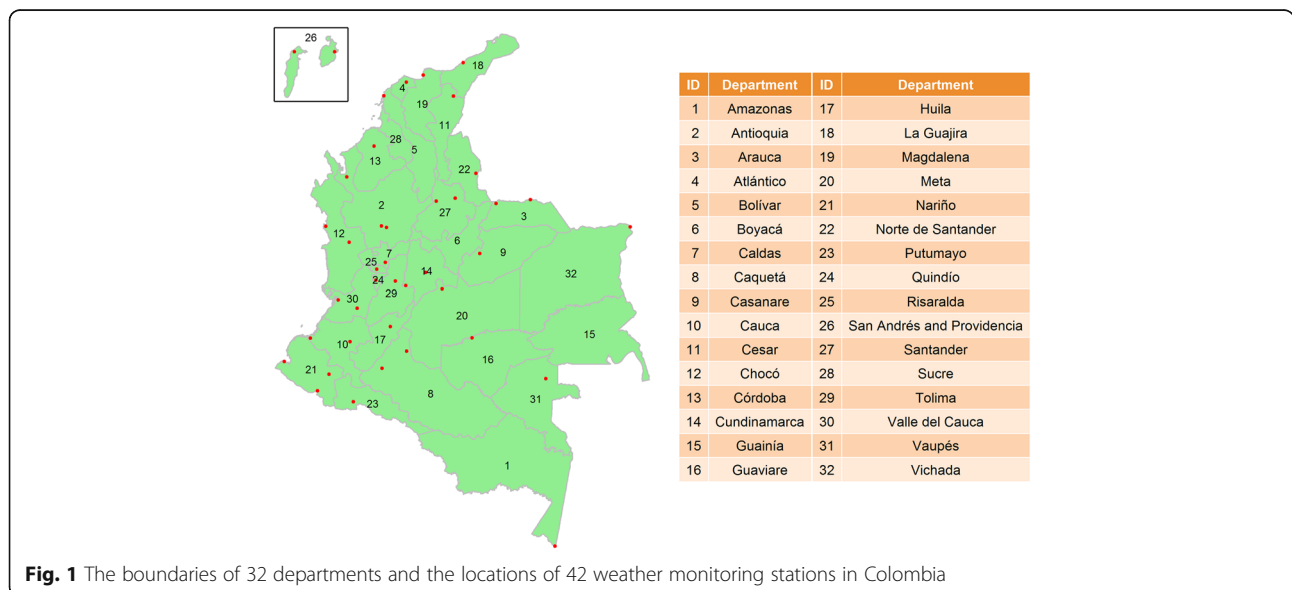 26
18
4
19
11
28
5
13
22
2
27
3
12
6
9
7
25
14
32
24
29
30
20
15
17
10
16
21
8
31
23
1
ID Department ID Department
1 Amazonas 17 Huila
2 Antioquia 18 La Guajira
3 Arauca 19 Magdalena
4 Atlántico 20 Meta
5 Bolívar 21 Nariño
6 Boyacá 22 Norte de Santander
7 Caldas 23 Putumayo
8 Caquetá 24 Quindío
9 Casanare 25 Risaralda
10 Cauca 26 San Andrés and Providencia
11 Cesar 27 Santander
12 Chocó 28 Sucre
13 Córdoba 29 Tolima
14 Cundinamarca 30 Valle del Cauca
15 Guainía 31 Vaupés
16 Guaviare 32 Vichada
Fig. 1 The boundaries of 32 departments and the locations of 42 weather monitoring stations in Colombia